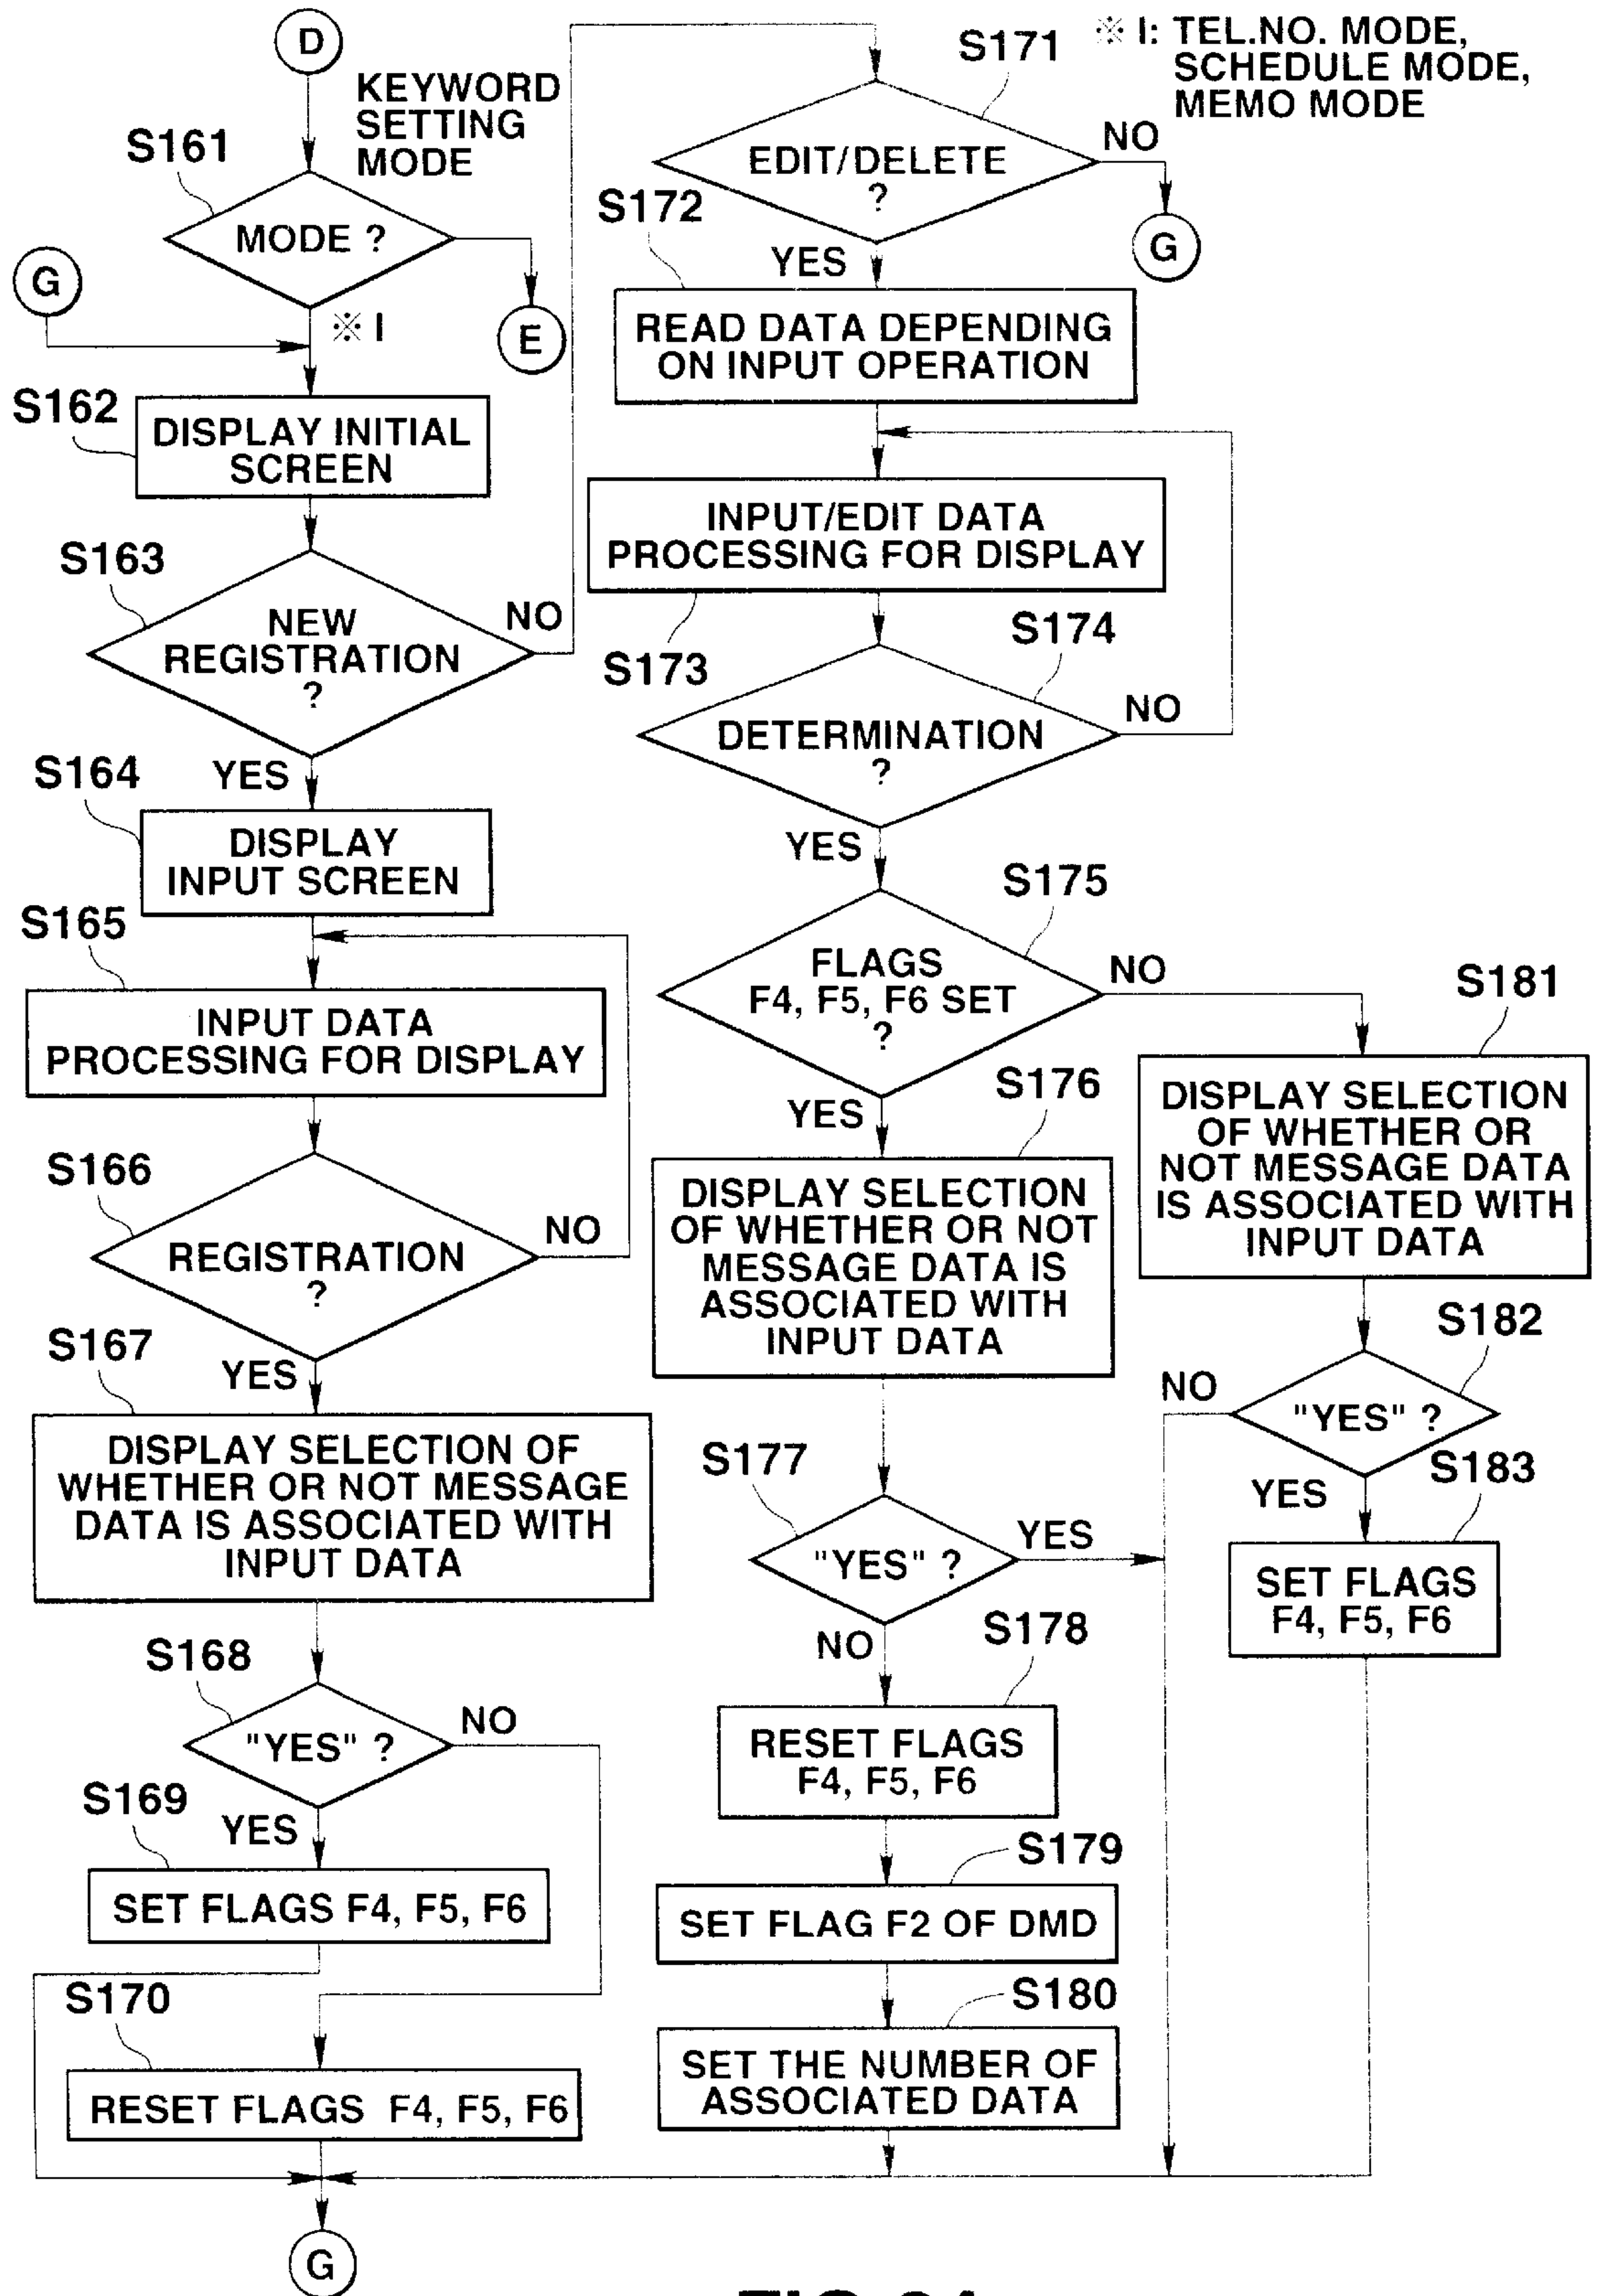 D
KEYWORD
SETTING
MODE
S161
MODE ?
G
※ I
E
S162
DISPLAY INITIAL
SCREEN
S163
NEW
REGISTRATION
?
NO
YES
S164
DISPLAY
INPUT SCREEN
S165
INPUT DATA
PROCESSING FOR DISPLAY
S166
REGISTRATION
?
NO
YES
S167
DISPLAY SELECTION OF
WHETHER OR NOT MESSAGE
DATA IS ASSOCIATED WITH
INPUT DATA
S168
"YES" ?
NO
YES
S169
SET FLAGS F4, F5, F6
S170
RESET FLAGS F4, F5, F6
G
※ I: TEL.NO. MODE,
SCHEDULE MODE,
MEMO MODE
S171
EDIT/DELETE
?
NO
G
YES
S172
READ DATA DEPENDING
ON INPUT OPERATION
INPUT/EDIT DATA
PROCESSING FOR DISPLAY
S173
S174
DETERMINATION
?
NO
YES
S175
FLAGS
F4, F5, F6 SET
?
NO
YES
S176
DISPLAY SELECTION
OF WHETHER OR NOT
MESSAGE DATA IS
ASSOCIATED WITH
INPUT DATA
S177
"YES" ?
YES
NO
S178
RESET FLAGS
F4, F5, F6
S179
SET FLAG F2 OF DMD
S180
SET THE NUMBER OF
ASSOCIATED DATA
S181
DISPLAY SELECTION
OF WHETHER OR
NOT MESSAGE DATA
IS ASSOCIATED WITH
INPUT DATA
S182
"YES" ?
NO
YES
S183
SET FLAGS
F4, F5, F6